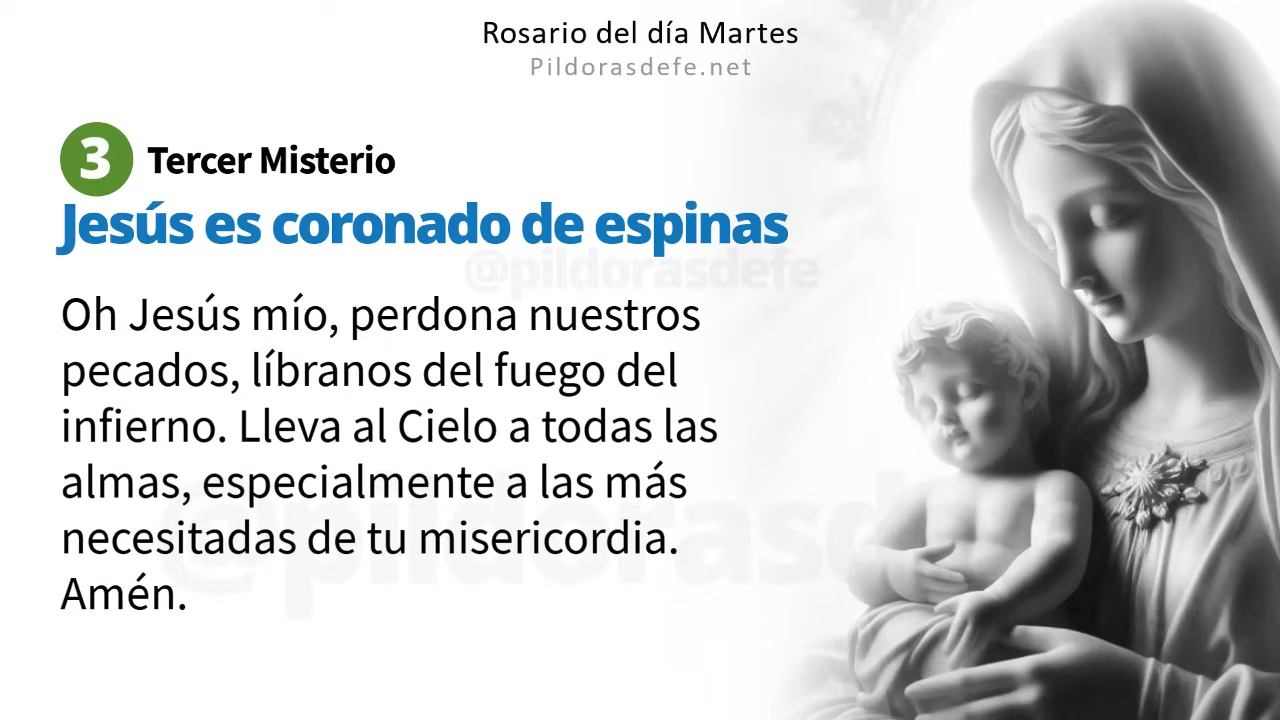 Rosario del día Martes
Pildorasdefe.net
3 Tercer Misterio
Jesús es coronado de espinas
@pildorasdefe
Oh Jesús mío, perdona nuestros
pecados, líbranos del fuego del
infierno. Lleva al Cielo a todas las
almas, especialmente a las más
necesitadas de tu misericordia.
Amén.